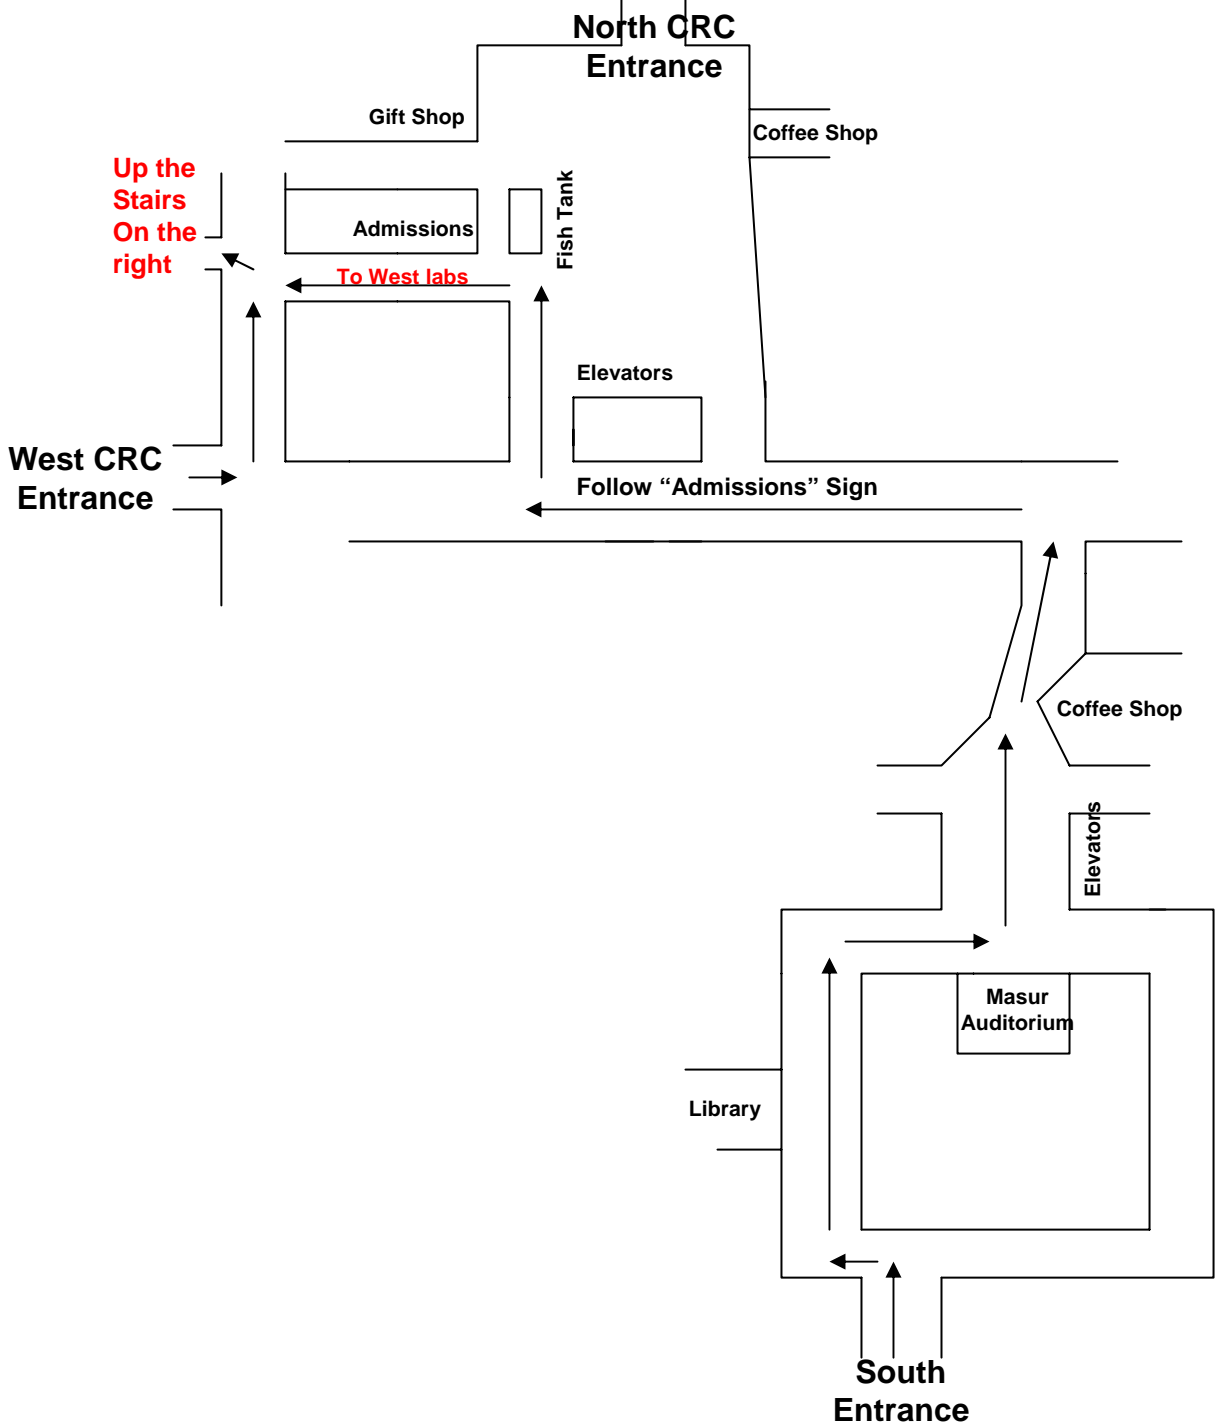 North CRC
Entrance
Gift Shop
Coffee Shop
Up the
Stairs
On the
right
Admissions
Fish Tank
To West labs
Elevators
West CRC
Entrance
Follow “Admissions” Sign
Coffee Shop
Elevators
Masur
Auditorium
Library
South
Entrance